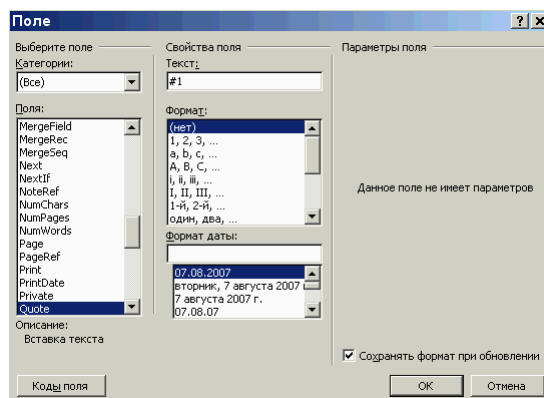 Поле
Выберите поле
Категории:
(Все)
Поля:
MergeField
MergeRec
MergeSeq
Next
NextIf
NoteRef
NumChars
NumPages
NumWords
Page
PageRef
Print
PrintDate
Private
Quote
Описание:
Вставка текста
Коды поля
Свойства поля
Текст:
#1
Формат:
(нет)
1, 2, 3, ...
a, b, c, ...
A, B, C, ...
i, ii, iii, ...
I, II, III, ...
1-й, 2-й, ...
один, два, ...
Формат даты:
07.08.2007
вторник, 7 августа 2007
7 августа 2007 г.
07.08.07
Параметры поля
Данное поле не имеет параметров
Сохранять формат при обновлении
ОК
Отмена